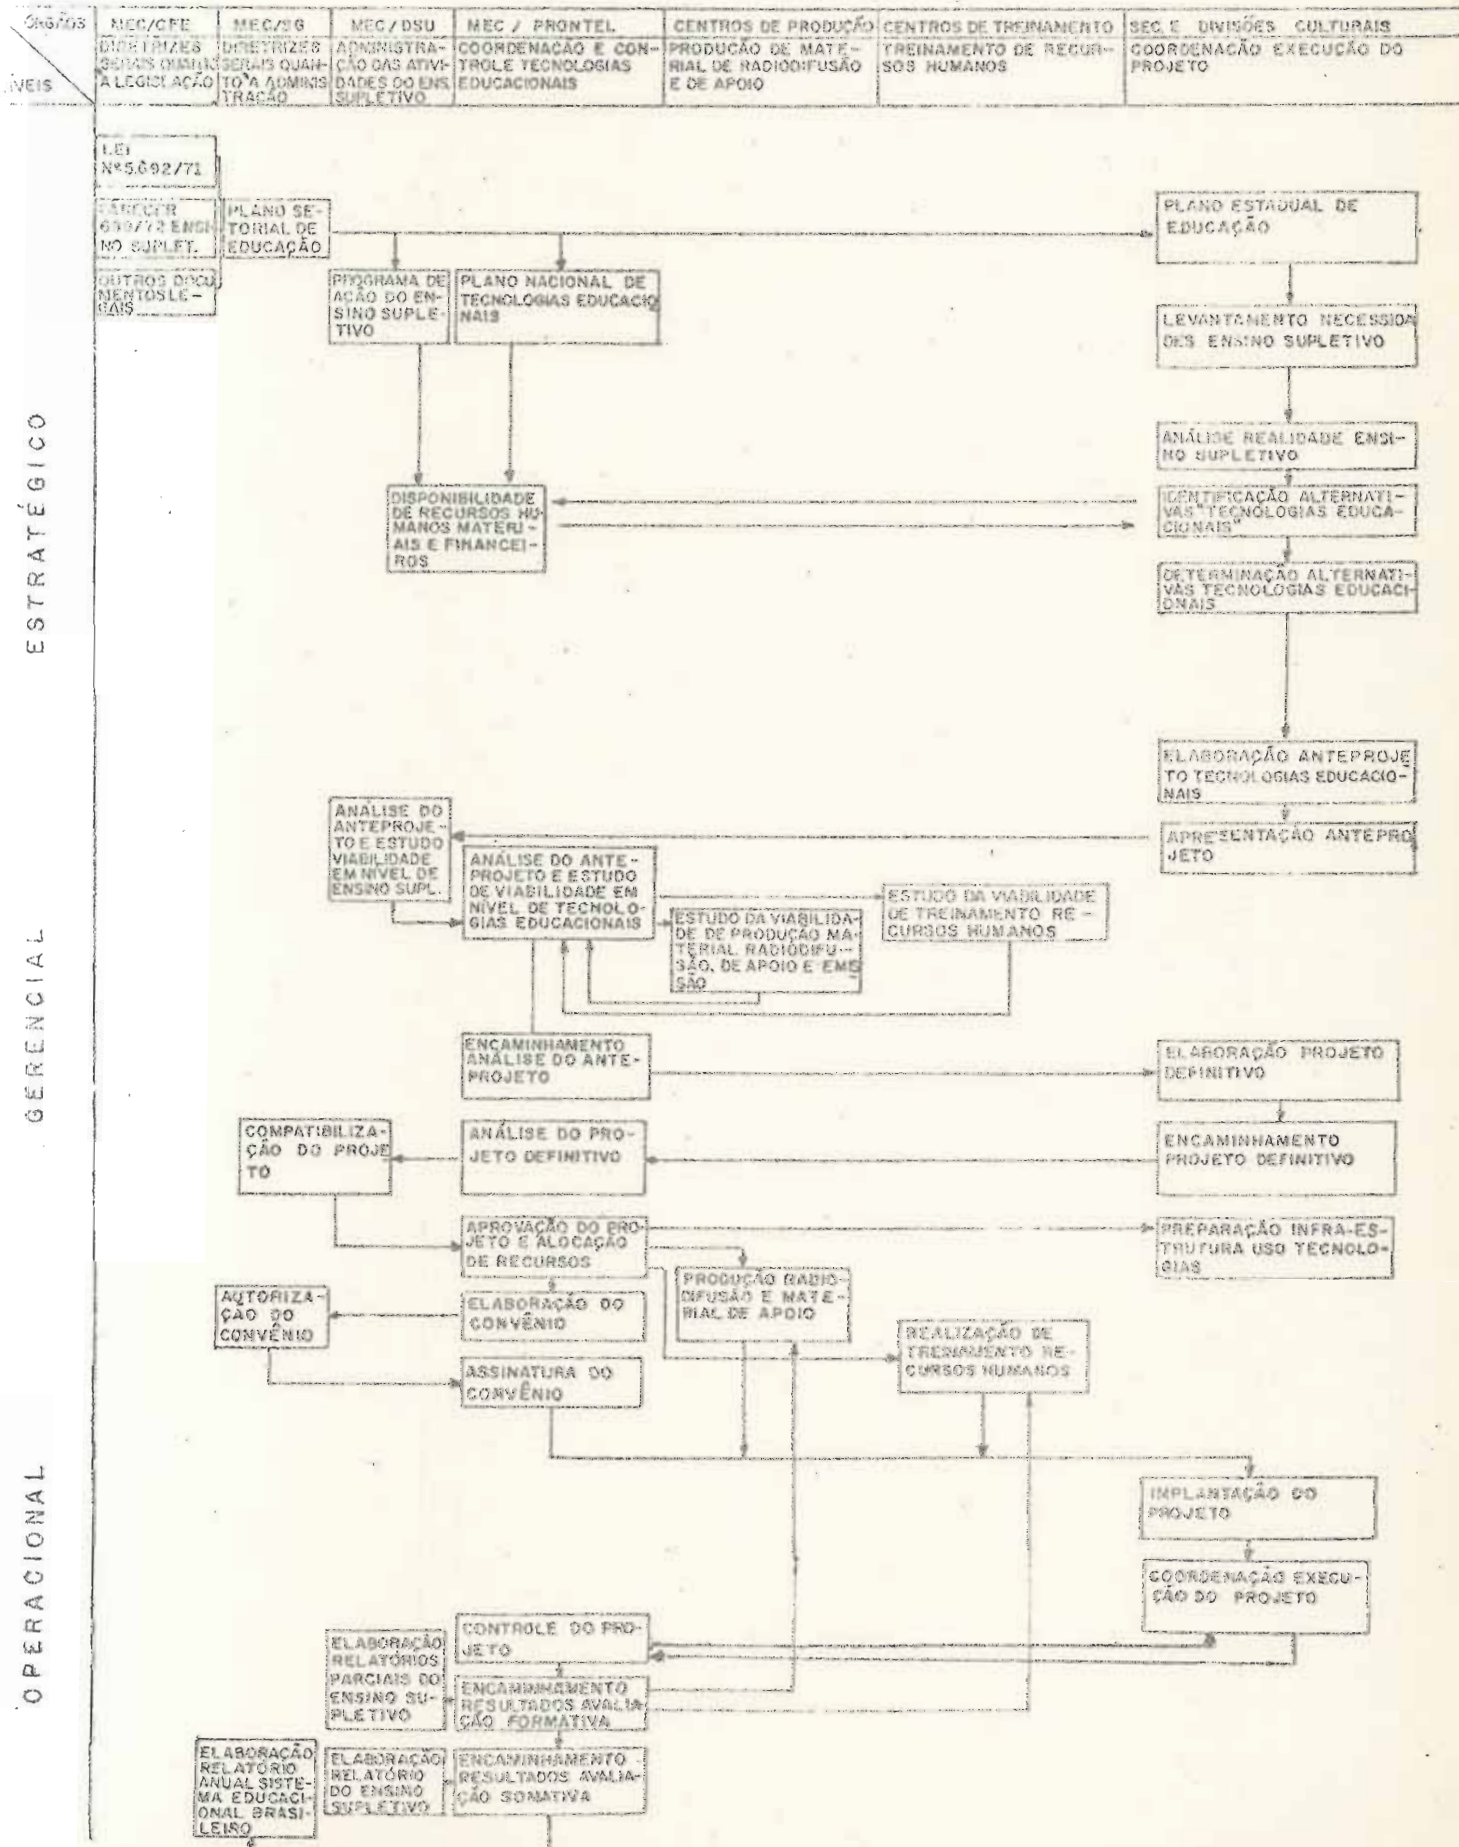 ÓRGÃOS
NÍVEIS
MEC/CFE
DIRETRIZES
GERAIS QUANTO
A LEGISLAÇÃO
MEC/SG
DIRETRIZES
GERAIS QUAN-
TO A ADMINIS
TRAÇÃO
MEC/DSU
ADMINISTRA-
ÇÃO DAS ATIVI-
DADES DO ENS.
SUPLETIVO
MEC / PRONTEL
COORDENAÇÃO E CON-
TROLE TECNOLOGIAS
EDUCACIONAIS
CENTROS DE PRODUÇÃO
PRODUÇÃO DE MATE-
RIAL DE RADIODIFUSÃO
E DE APOIO
CENTROS DE TREINAMENTO
TREINAMENTO DE RECUR-
SOS HUMANOS
SEC. E DIVISÕES CULTURAIS
COORDENAÇÃO EXECUÇÃO DO
PROJETO
ESTRATÉGICO
LEI
Nº 5.692/71
PARECER
699/72 ENSI-
NO SUPLET.
OUTROS DOCU
MENTOS LE-
GAIS
PLANO SE-
TORIAL DE
EDUCAÇÃO
PROGRAMA DE
AÇÃO DO EN-
SINO SUPLE-
TIVO
PLANO NACIONAL DE
TECNOLOGIAS EDUCACIO
NAIS
PLANO ESTADUAL DE
EDUCAÇÃO
LEVANTAMENTO NECESSIDA
DES ENSINO SUPLETIVO
ANÁLISE REALIDADE ENSI-
NO SUPLETIVO
DISPONIBILIDADE
DE RECURSOS HU
MANOS MATERI-
AIS E FINANCEI-
ROS
IDENTIFICAÇÃO ALTERNATI-
VAS "TECNOLOGIAS EDUCA-
CIONAIS"
DETERMINAÇÃO ALTERNATI-
VAS TECNOLOGIAS EDUCACI-
ONAIS
ELABORAÇÃO ANTEPROJE
TO TECNOLOGIAS EDUCACIO-
NAIS
APRESENTAÇÃO ANTEPRO
JETO
GERENCIAL
ANÁLISE DO
ANTEPROJE-
TO E ESTUDO
VIABILIDADE
EM NÍVEL DE
ENSINO SUPL.
ANÁLISE DO ANTE-
PROJETO E ESTUDO
DE VIABILIDADE EM
NÍVEL DE TECNOLO-
GIAS EDUCACIONAIS
ESTUDO DA VIABILIDA-
DE DE PRODUÇÃO MA-
TERIAL RADIODIFU-
SÃO, DE APOIO E EMIS
SÃO
ESTUDO DA VIABILIDADE
DE TREINAMENTO RE-
CURSOS HUMANOS
ENCAMINHAMENTO
ANÁLISE DO ANTE-
PROJETO
ELABORAÇÃO PROJETO
DEFINITIVO
COMPATIBILIZA-
ÇÃO DO PROJE
TO
ANÁLISE DO PRO-
JETO DEFINITIVO
ENCAMINHAMENTO
PROJETO DEFINITIVO
APROVAÇÃO DO PRO-
JETO E ALOCAÇÃO
DE RECURSOS
PREPARAÇÃO INFRA-ES-
TRUTURA USO TECNOLO-
GIAS
AUTORIZA-
ÇÃO DO
CONVÊNIO
ELABORAÇÃO DO
CONVÊNIO
PRODUÇÃO RADIO-
DIFUSÃO E MATE-
RIAL DE APOIO
REALIZAÇÃO DE
TREINAMENTO RE-
CURSOS HUMANOS
ASSINATURA DO
CONVÊNIO
OPERACIONAL
IMPLANTAÇÃO DO
PROJETO
COORDENAÇÃO EXECU-
ÇÃO DO PROJETO
CONTROLE DO PRO-
JETO
ELABORAÇÃO
RELATÓRIOS
PARCIAIS DO
ENSINO SU-
PLETIVO
ENCAMINHAMENTO
RESULTADOS AVALIA
ÇÃO FORMATIVA
ELABORAÇÃO
RELATÓRIO
ANUAL SISTE-
MA EDUCACI-
ONAL BRASI-
LEIRO
ELABORAÇÃO
RELATÓRIO
DO ENSINO
SUPLETIVO
ENCAMINHAMENTO
RESULTADOS AVALIA-
ÇÃO SOMATIVA